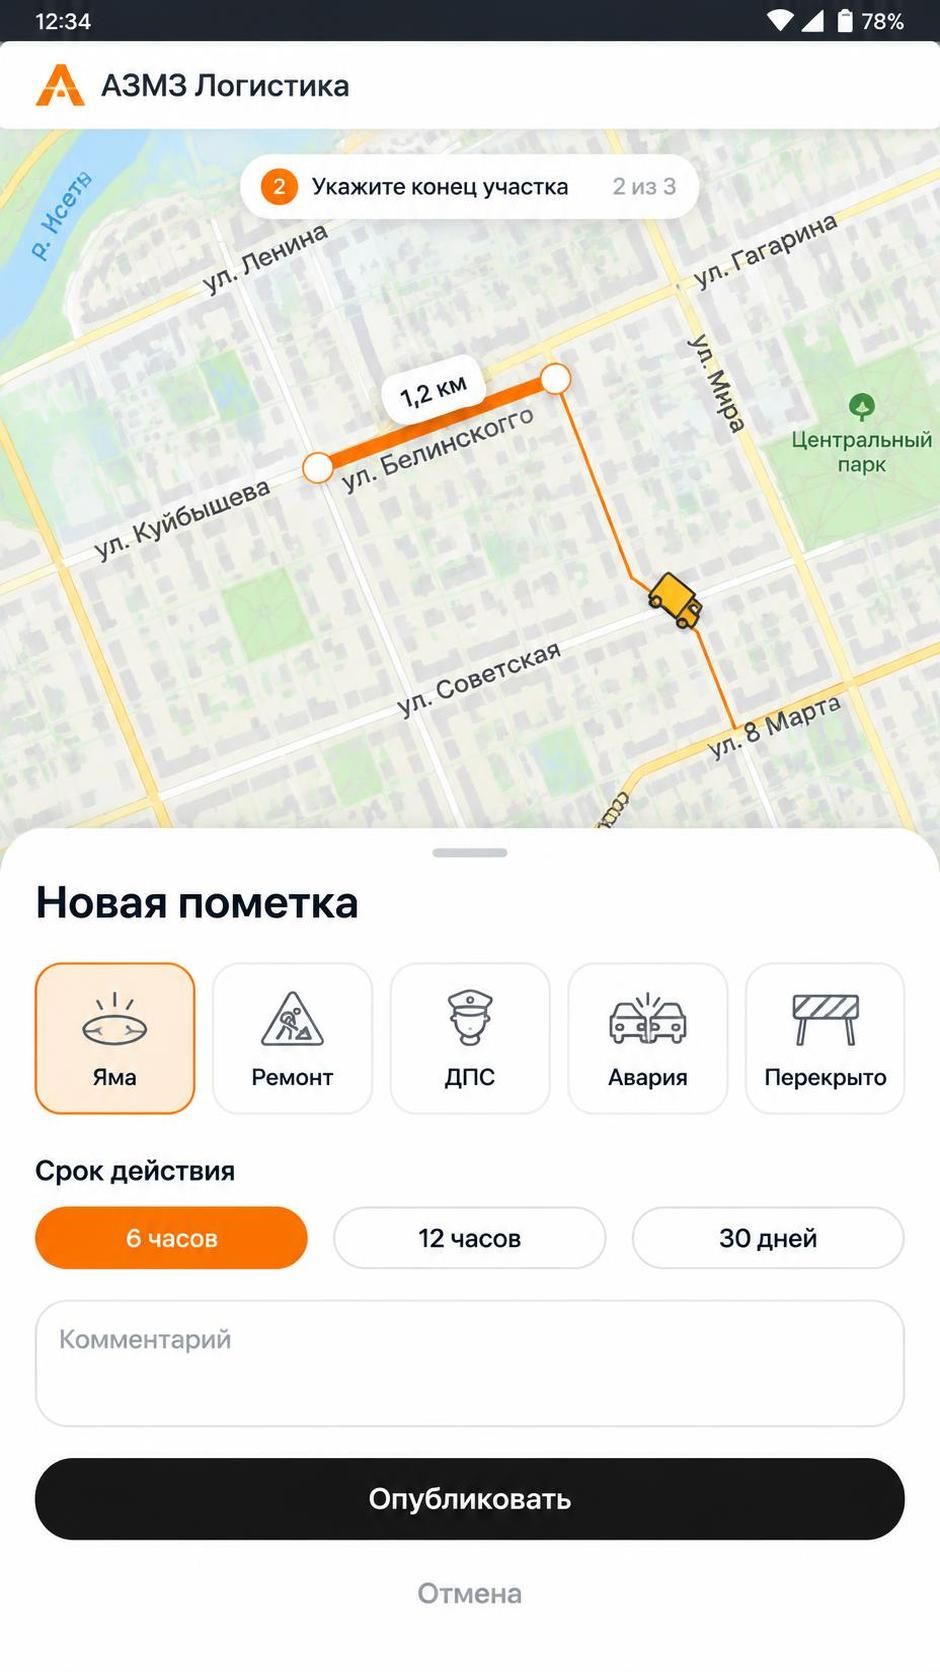 12:34
78%
АЗМЗ Логистика
2 Укажите конец участка 2 из 3
р. Исеть
ул. Ленина
ул. Гагарина
ул. Мира
1,2 км
ул. Белинскогго
Центральный
парк
ул. Куйбышева
ул. Советская
ул. 8 Марта
Новая пометка
Яма
Ремонт
ДПС
Авария
Перекрыто
Срок действия
6 часов
12 часов
30 дней
Комментарий
Опубликовать
Отмена